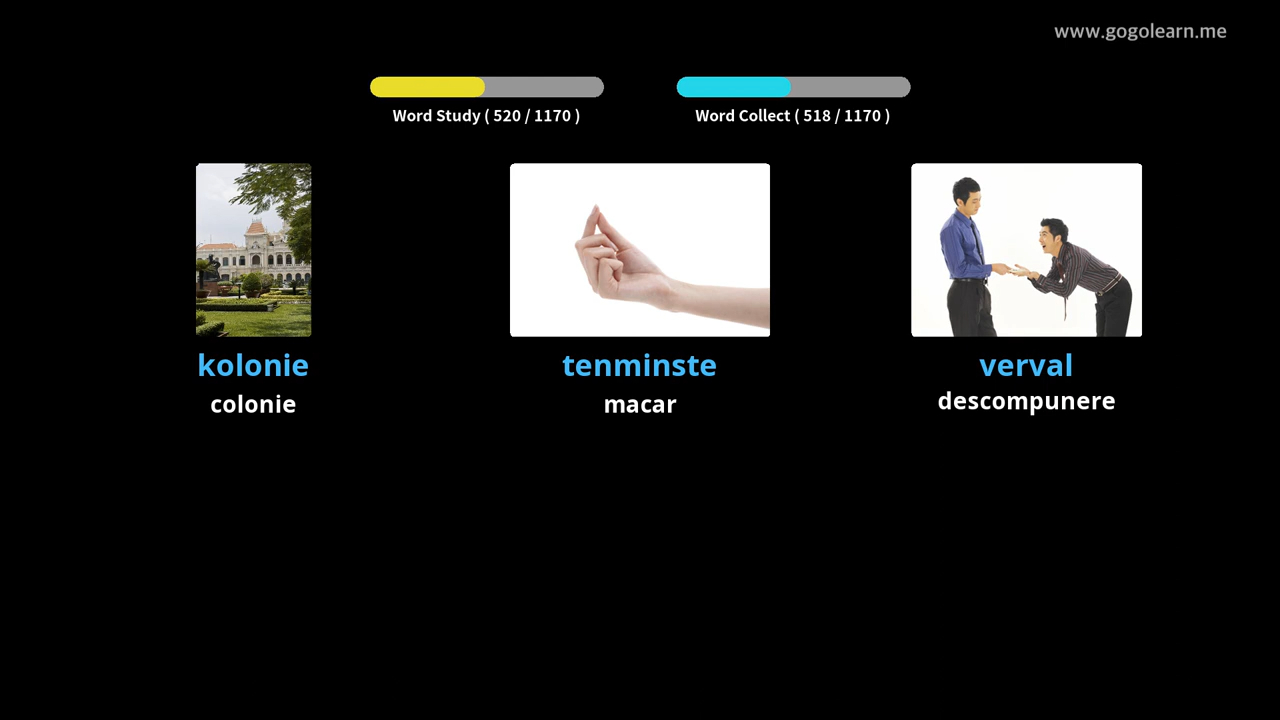 www.gogolearn.me
Word Study ( 520 / 1170 )
Word Collect ( 518 / 1170 )
kolonie
colonie
tenminste
macar
verval
descompunere